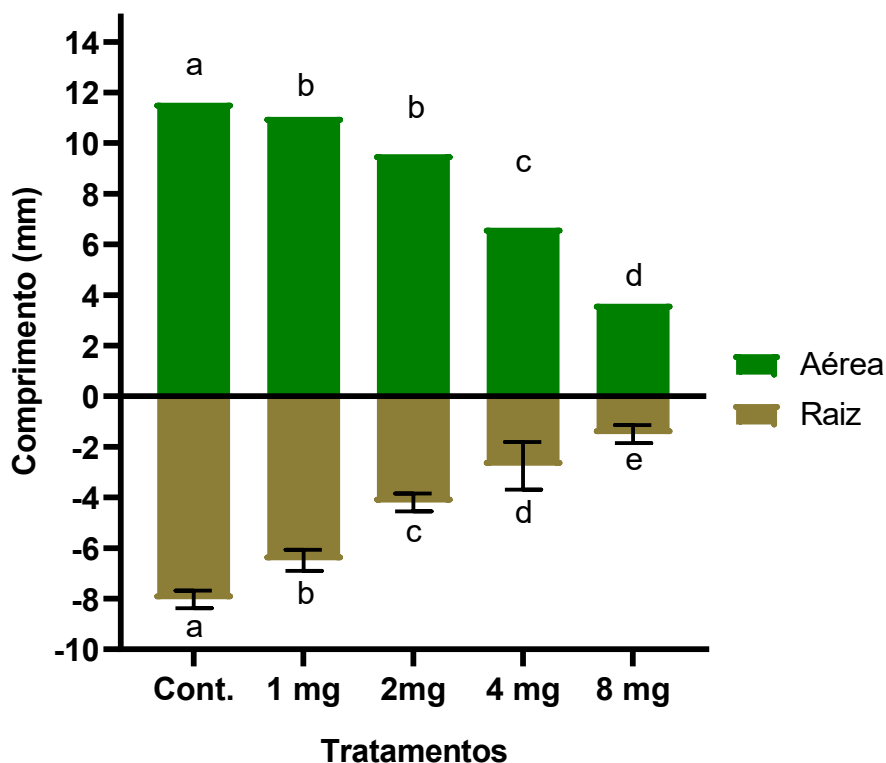 Comprimento (mm)
14
12
10
8
6
4
2
0
-2
-4
-6
-8
-10
a
b
b
c
d
a
b
c
d
e
Cont.
1 mg
2mg
4 mg
8 mg
Tratamentos
Aérea
Raiz